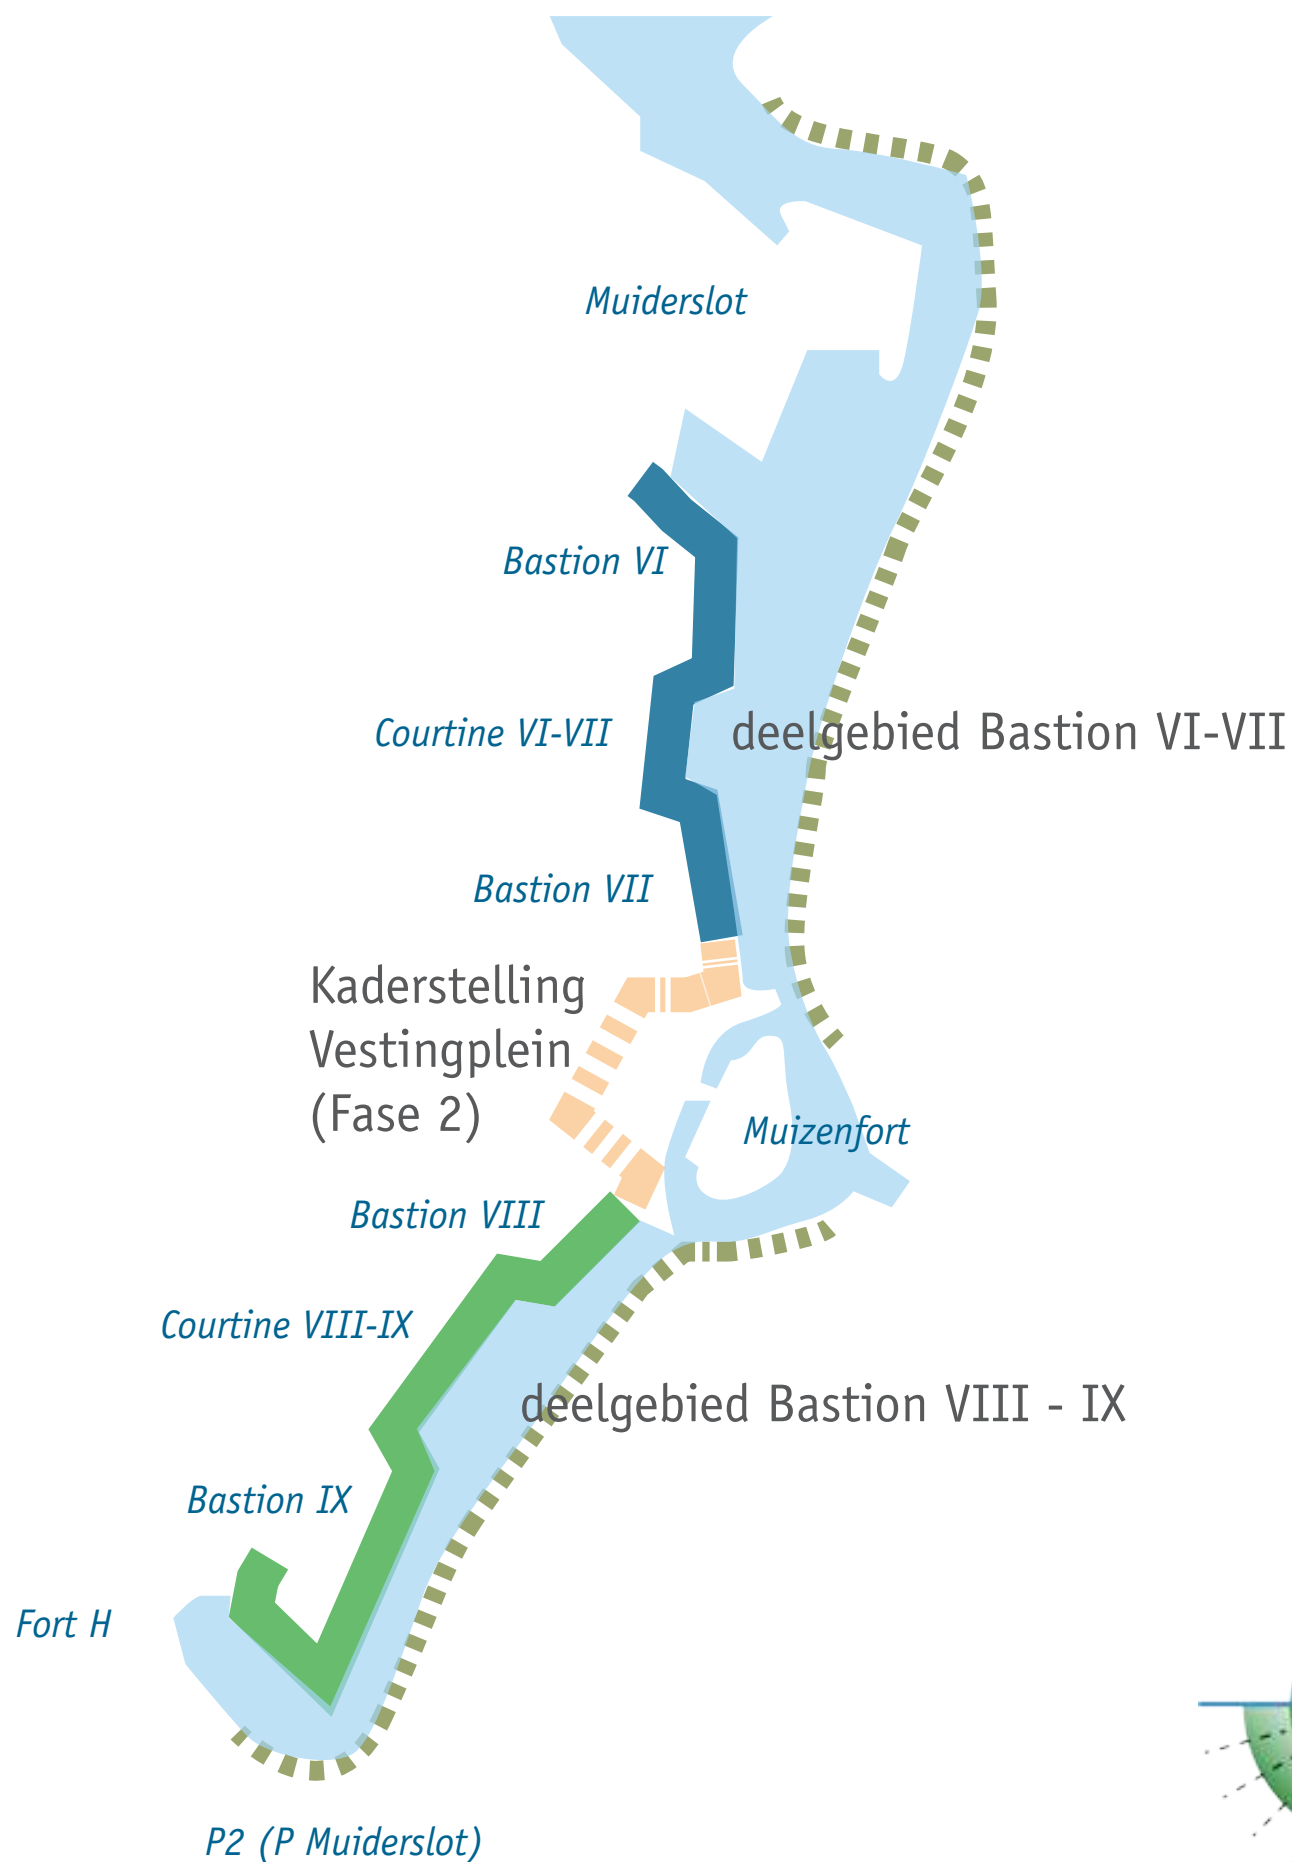 Muiderslot
Bastion VI
Courtine VI-VII
deelgebied Bastion VI-VII
Bastion VII
Kaderstelling
Vestingplein
(Fase 2)
Muizenfort
Bastion VIII
Courtine VIII-IX
deelgebied Bastion VIII - IX
Bastion IX
Fort H
P2 (P Muiderslot)